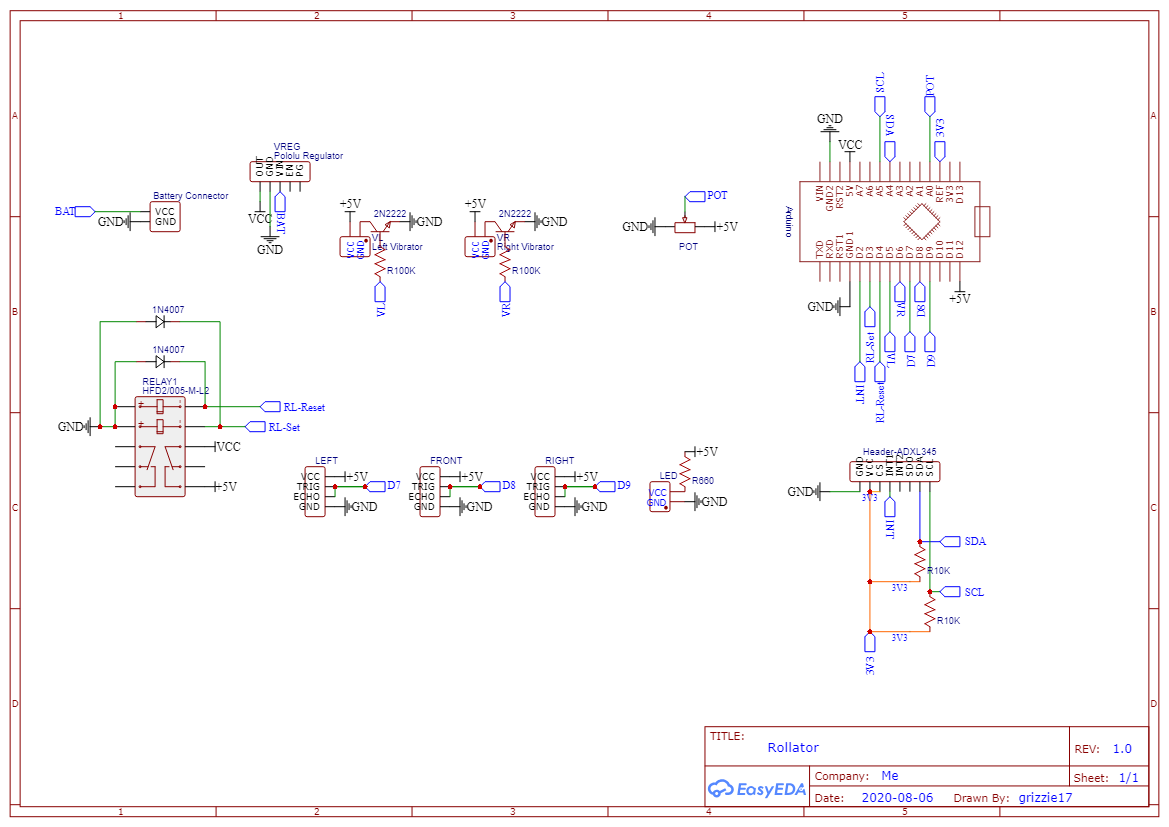 1 2 3 4 5
A A
B B
C C
D D
VREG
Pololu Regulator
OUT GND VIN EN PG
VCC
BAT
GND
BAT
Battery Connector
VCC
GND
GND
+5V
2N2222
GND
VL
Left Vibrator
VCC
GND
R100K
VL
+5V
2N2222
GND
VR
Right Vibrator
VCC
GND
R100K
VR
POT
GND
+5V
POT
SCL
SDA
POT
3V3
GND
VCC
Arduino
VIN GND2 RST2 5V A7 A6 A5 A4 A3 A2 A1 A0 REF 3V3 D13
TXD RXD RST1 GND1 D2 D3 D4 D5 D6 D7 D8 D9 D10 D11 D12
GND
+5V
INT
RL-Set
RL-Reset
VL
VR
D7
D8
D9
1N4007
1N4007
RELAY1
HFD2/005-M-L2
GND
RL-Reset
RL-Set
VCC
+5V
LEFT
VCC
TRIG
ECHO
GND
+5V
D7
GND
FRONT
VCC
TRIG
ECHO
GND
+5V
D8
GND
RIGHT
VCC
TRIG
ECHO
GND
+5V
D9
GND
+5V
LED
R660
VCC
GND
GND
Header-ADXL345
GND VCC CS INT1 INT2 SDO SDA SCL
GND
3V3
INT
SDA
R10K
3V3
SCL
R10K
3V3
3V3
TITLE:
Rollator
REV: 1.0
EasyEDA
Company: Me
Sheet: 1/1
Date: 2020-08-06 Drawn By: grizzie17
1 2 3 4 5